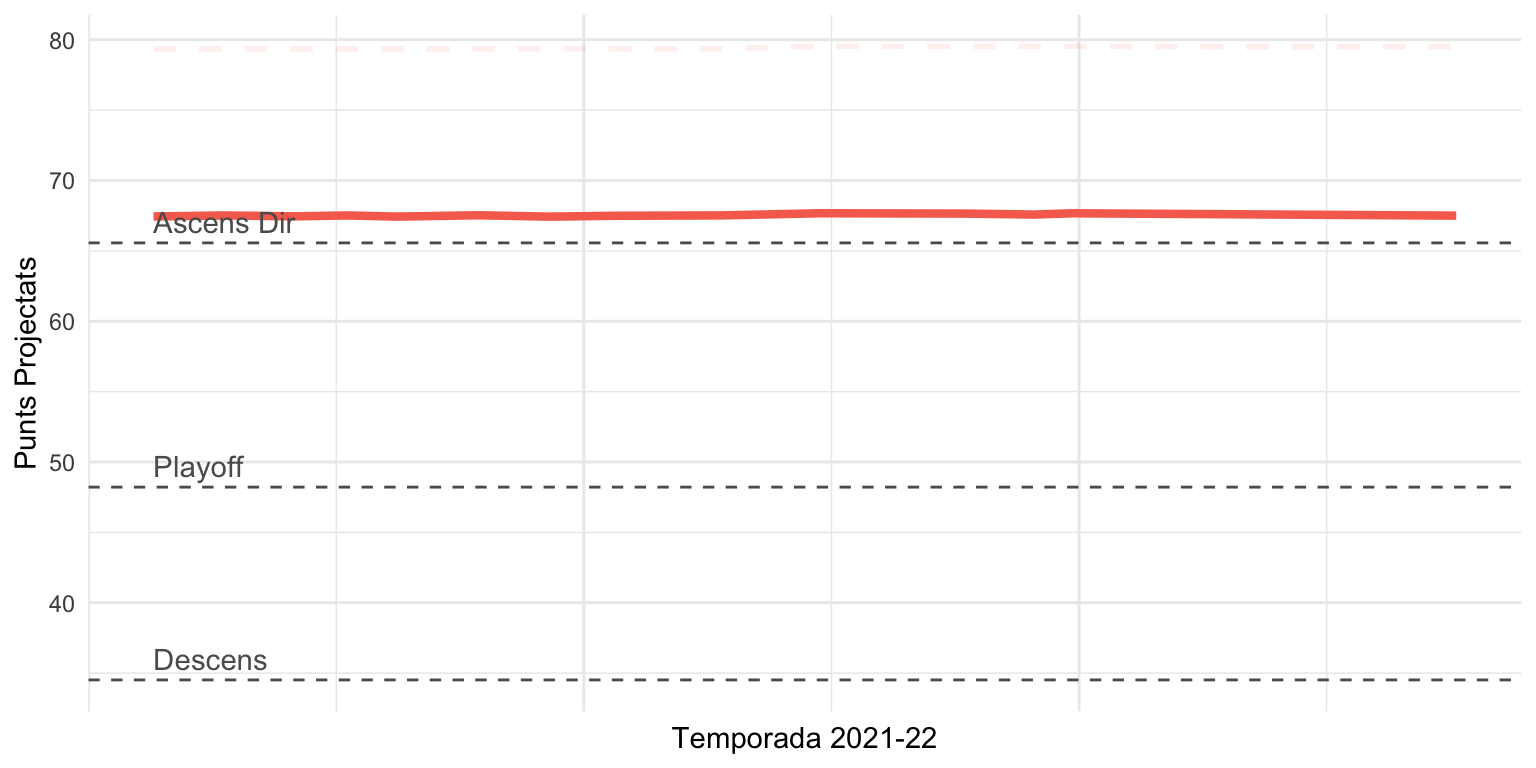 80
70
60
50
40
Punts Projectats
Ascens Dir
Playoff
Descens
Temporada 2021-22